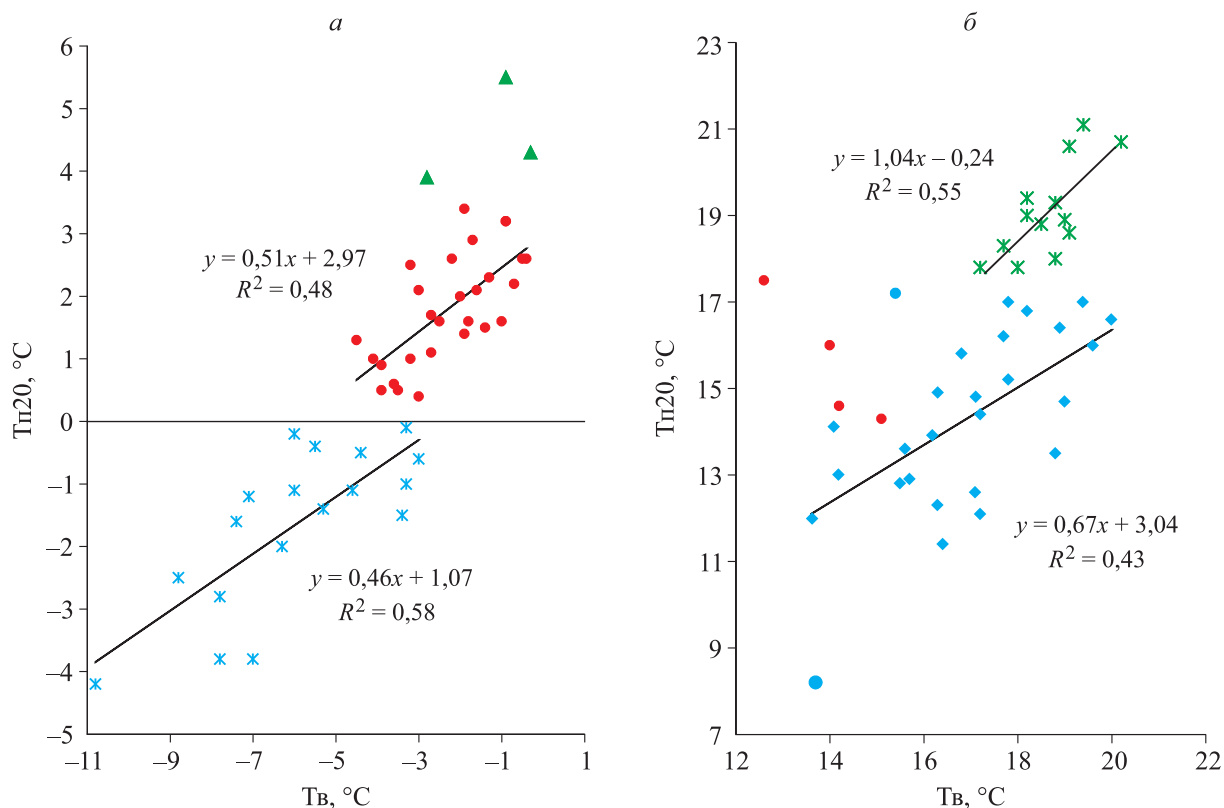 а
6
5
4
3
2
1
0
–1
–2
–3
–4
–5
Тп20, °C
y = 0,51x + 2,97
R² = 0,48
y = 0,46x + 1,07
R² = 0,58
–11 –9 –7 –5 –3 –1 1
Тв, °C
б
23
21
19
17
15
13
11
9
7
Тп20, °C
y = 1,04x – 0,24
R² = 0,55
y = 0,67x + 3,04
R² = 0,43
12 14 16 18 20 22
Тв, °C